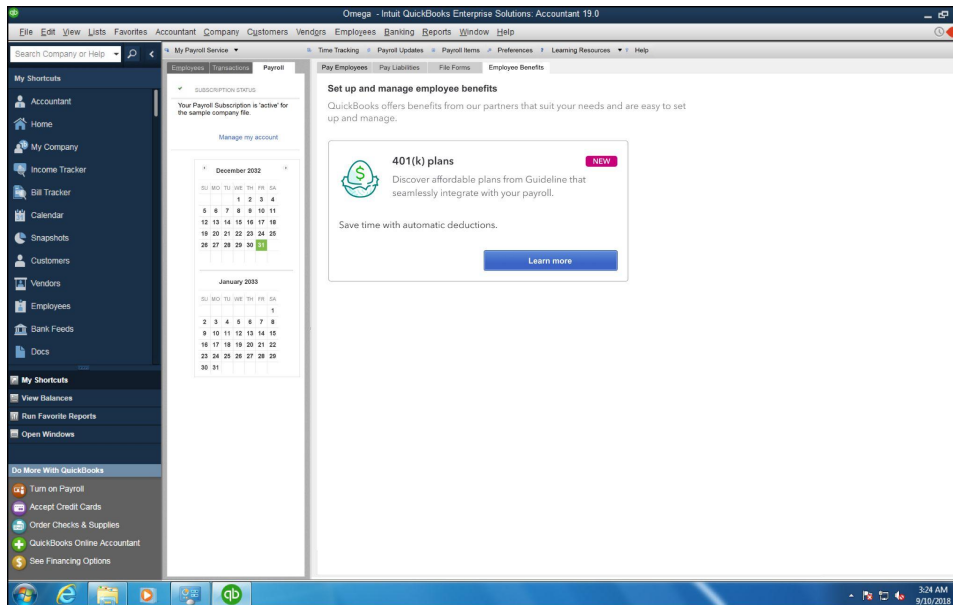 qb
Omega - Intuit QuickBooks Enterprise Solutions: Accountant 19.0
File Edit View Lists Favorites Accountant Company Customers Vendors Employees Banking Reports Window Help
Search Company or Help
My Shortcuts
Accountant
Home
My Company
Income Tracker
Bill Tracker
Calendar
Snapshots
Customers
Vendors
Employees
Bank Feeds
Docs
My Shortcuts
View Balances
Run Favorite Reports
Open Windows
Do More With QuickBooks
Turn on Payroll
Accept Credit Cards
Order Checks & Supplies
QuickBooks Online Accountant
See Financing Options
My Payroll Service Time Tracking Payroll Updates Payroll Items Preferences Learning Resources Help
Employees Transactions Payroll
SUBSCRIPTION STATUS
Your Payroll Subscription is 'active' for
the sample company file.
Manage my account
December 2032
SU MO TU WE TH FR SA
1 2 3 4
5 6 7 8 9 10 11
12 13 14 15 16 17 18
19 20 21 22 23 24 25
26 27 28 29 30 31
January 2033
SU MO TU WE TH FR SA
1
2 3 4 5 6 7 8
9 10 11 12 13 14 15
16 17 18 19 20 21 22
23 24 25 26 27 28 29
30 31
Pay Employees Pay Liabilities File Forms Employee Benefits
Set up and manage employee benefits
QuickBooks offers benefits from our partners that suit your needs and are easy to set
up and manage.
401(k) plans NEW
Discover affordable plans from Guideline that
seamlessly integrate with your payroll.
Save time with automatic deductions.
Learn more
qb
3:24 AM
9/10/2018